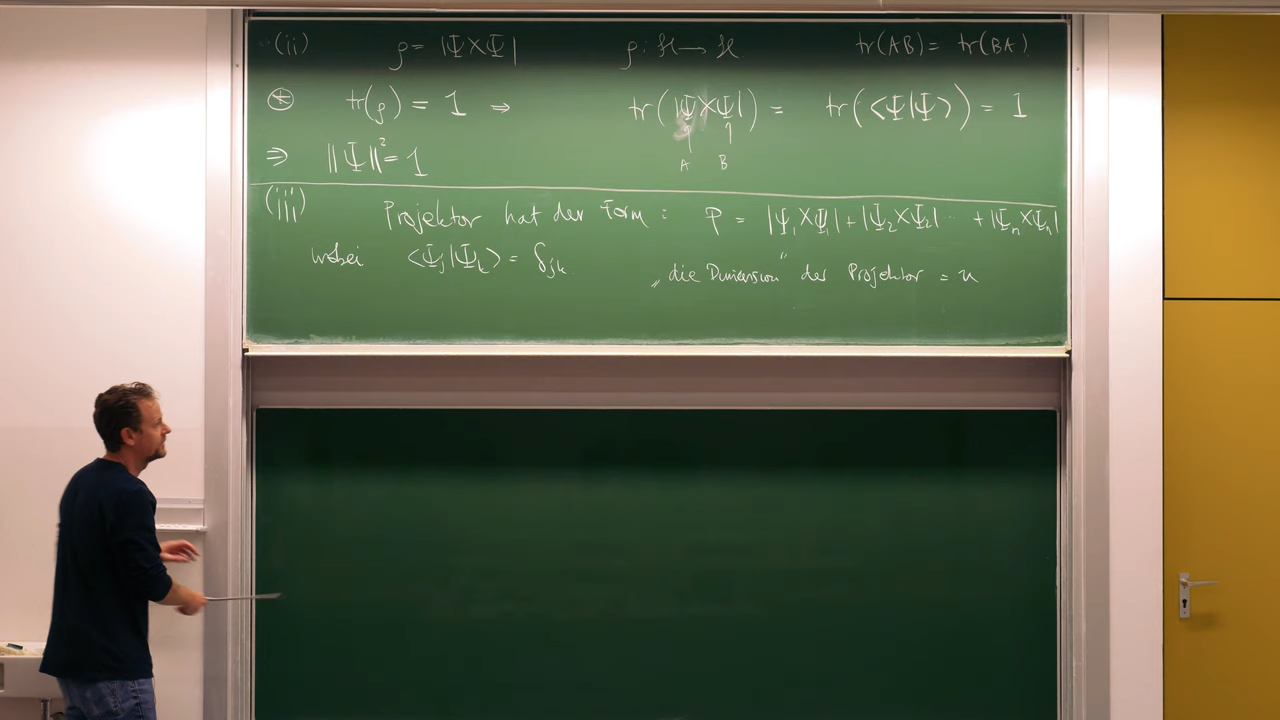 (ii) ρ = |Ψ⟩⟨Ψ| ρ: ℋ → ℋ tr(AB) = tr(BA)
⊛ tr(ρ) = 1 ⇒ tr(|Ψ⟩⟨Ψ|) = tr(⟨Ψ|Ψ⟩) = 1
A B
⇒ ||Ψ||² = 1
(iii) Projektor hat der Form: P = |Ψ₁⟩⟨Ψ₁| + |Ψ₂⟩⟨Ψ₂| ... + |Ψₙ⟩⟨Ψₙ|
wobei ⟨Ψⱼ|Ψₖ⟩ = δⱼₖ „die Dimension" der Projektor = n